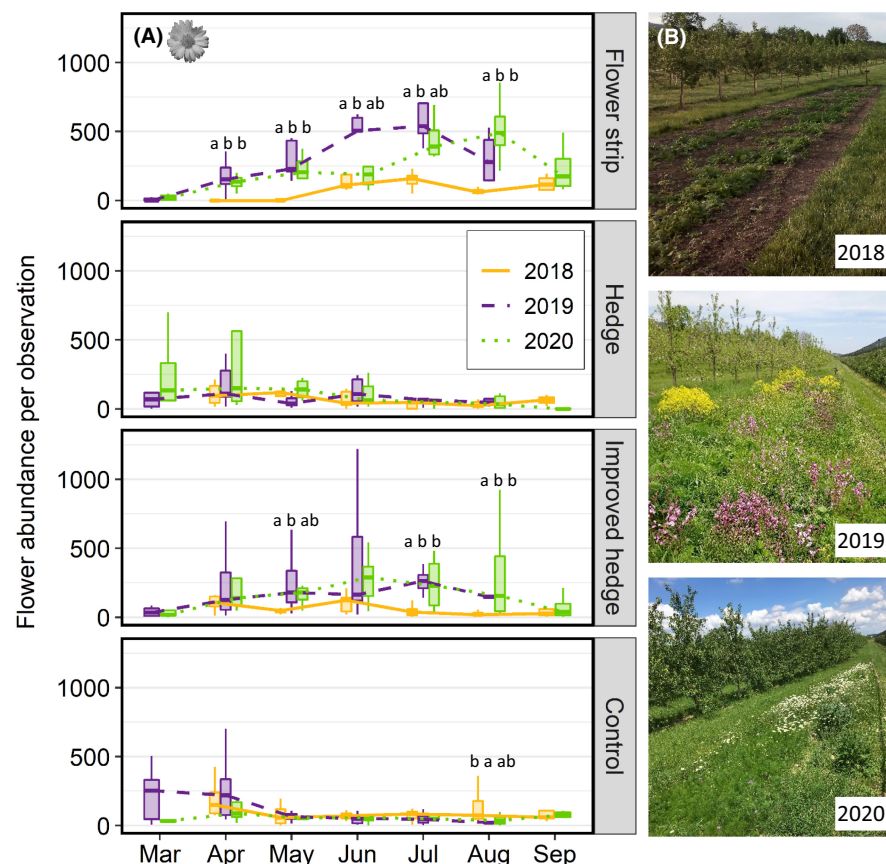 (A)
Flower abundance per observation
1000
500
0
a b b
a b b
a b ab
a b ab
a b b
Flower strip
1000
500
0
2018
2019
2020
Hedge
1000
500
0
a b ab
a b b
a b b
Improved hedge
1000
500
0
b a ab
Control
Mar Apr May Jun Jul Aug Sep
(B)
2018
2019
2020